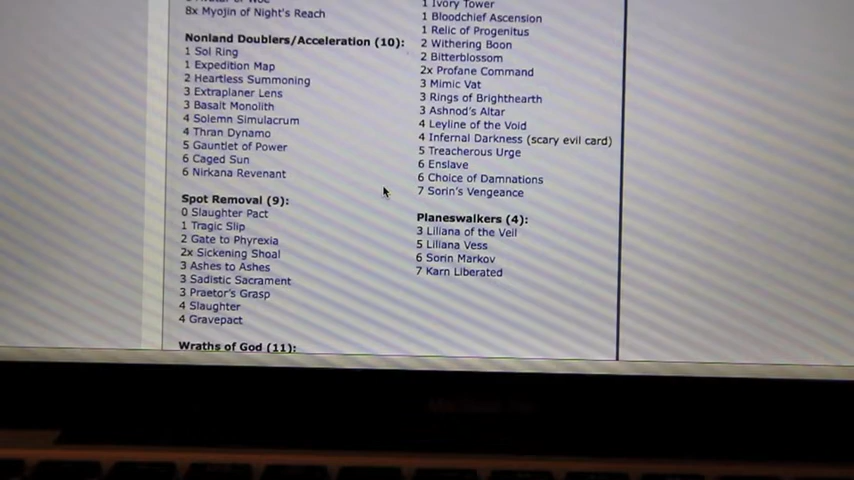 8x Myojin of Night's Reach
Nonland Doublers/Acceleration (10):
1 Sol Ring
1 Expedition Map
2 Heartless Summoning
3 Extraplaner Lens
3 Basalt Monolith
4 Solemn Simulacrum
4 Thran Dynamo
5 Gauntlet of Power
6 Caged Sun
6 Nirkana Revenant
Spot Removal (9):
0 Slaughter Pact
1 Tragic Slip
2 Gate to Phyrexia
2x Sickening Shoal
3 Ashes to Ashes
3 Sadistic Sacrament
3 Praetor's Grasp
4 Slaughter
4 Gravepact
Wraths of God (11):
1 Ivory Tower
1 Bloodchief Ascension
1 Relic of Progenitus
2 Withering Boon
2 Bitterblossom
2x Profane Command
3 Mimic Vat
3 Rings of Brighthearth
3 Ashnod's Altar
4 Leyline of the Void
4 Infernal Darkness (scary evil card)
5 Treacherous Urge
6 Enslave
6 Choice of Damnations
7 Sorin's Vengeance
Planeswalkers (4):
3 Liliana of the Veil
5 Liliana Vess
6 Sorin Markov
7 Karn Liberated